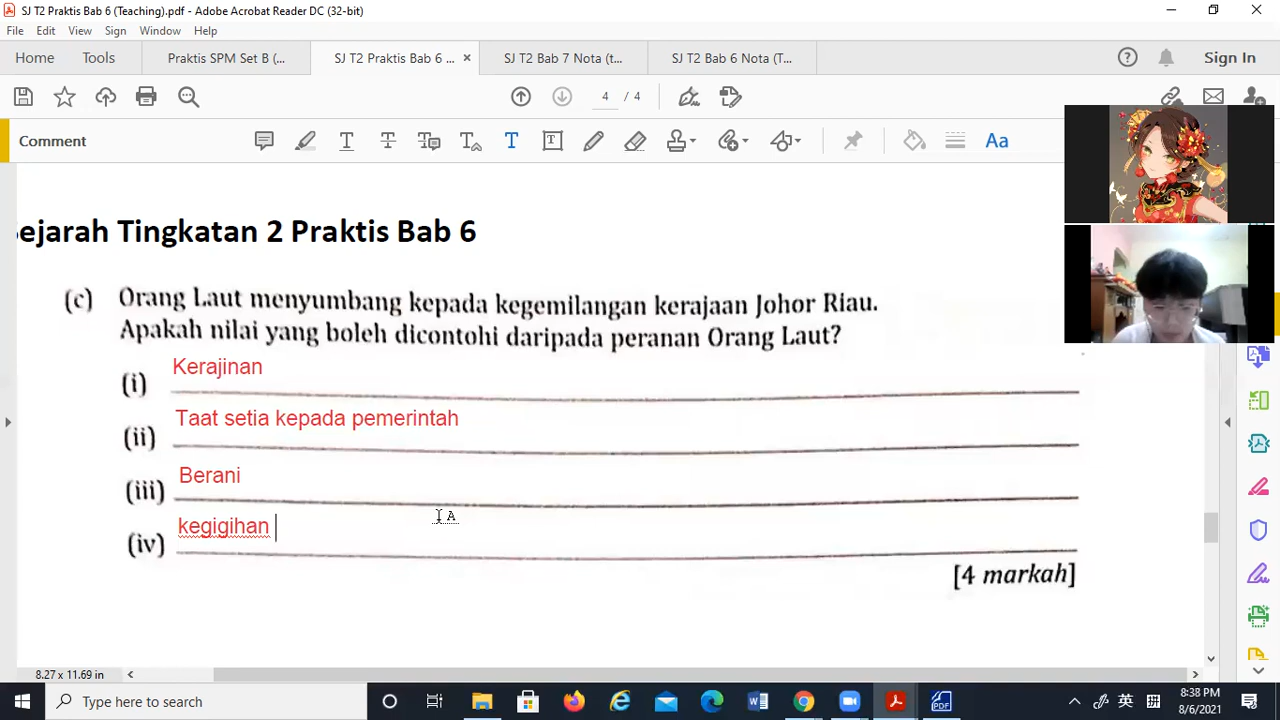 SJ T2 Praktis Bab 6 (Teaching).pdf - Adobe Acrobat Reader DC (32-bit)
File Edit View Sign Window Help
Home Tools Praktis SPM Set B (... SJ T2 Praktis Bab 6 ... SJ T2 Bab 7 Nota (t... SJ T2 Bab 6 Nota (T... Sign In
4 / 4
Comment
ejarah Tingkatan 2 Praktis Bab 6
(c) Orang Laut menyumbang kepada kegemilangan kerajaan Johor Riau.
Apakah nilai yang boleh dicontohi daripada peranan Orang Laut?
(i) Kerajinan
(ii) Taat setia kepada pemerintah
(iii) Berani
(iv) kegigihan
[4 markah]
8.27 x 11.69 in
Type here to search
英 拼 8:38 PM
8/6/2021